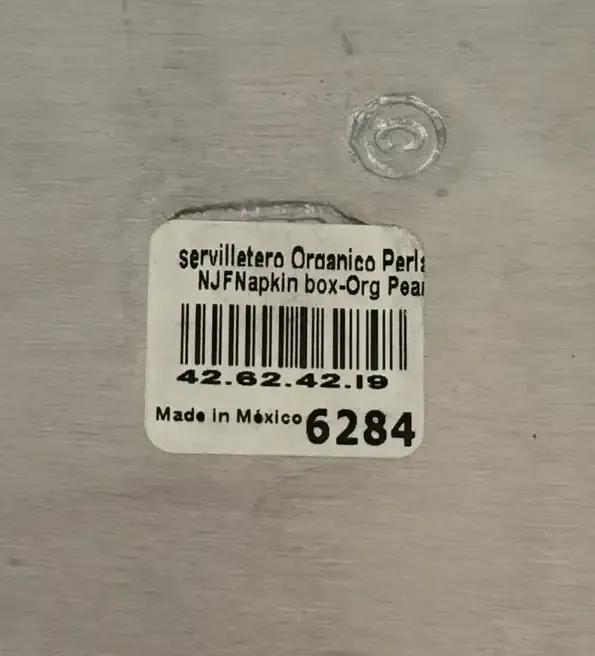 ©
servilletero Organico Perla
NJFNapkin box-Org Pear
42.62.42.19
Made in México 6284